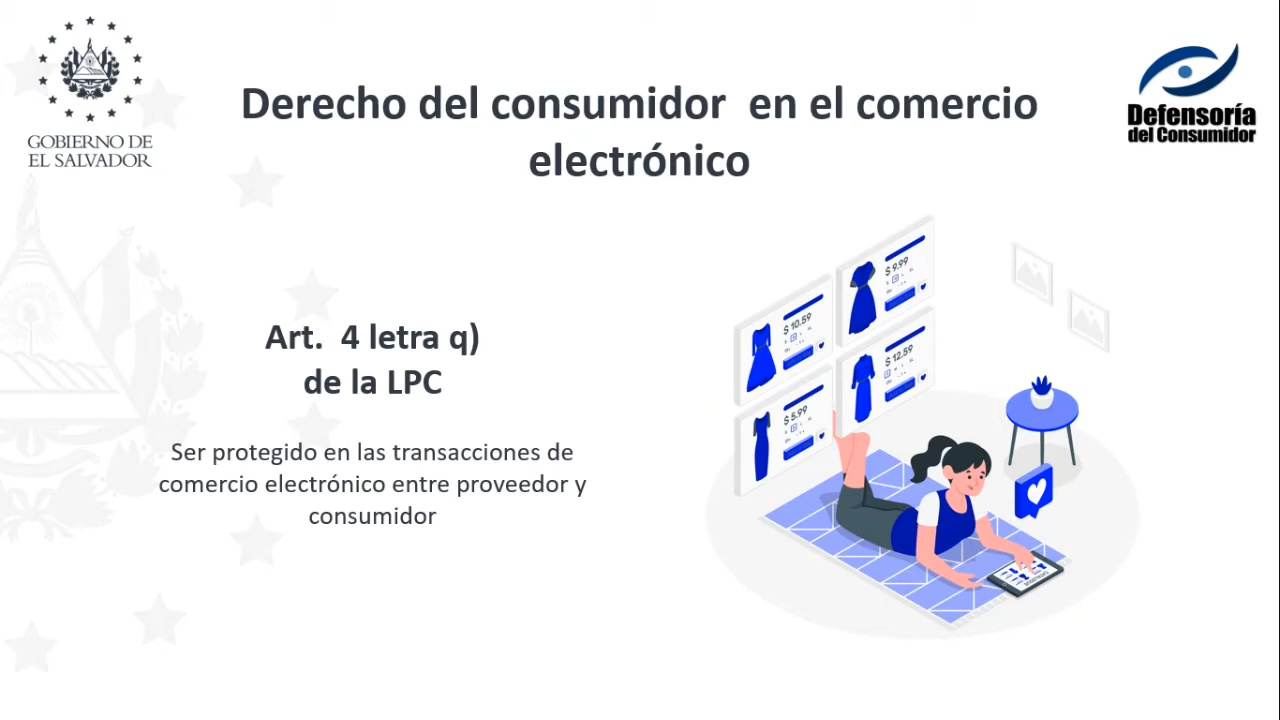 GOBIERNO DE
EL SALVADOR
Defensoría
del Consumidor
Derecho del consumidor  en el comercio
electrónico
Art.  4 letra q)
de la LPC
Ser protegido en las transacciones de
comercio electrónico entre proveedor y
consumidor
$ 9.99
$ 10.59
$ 12.59
$ 5.99